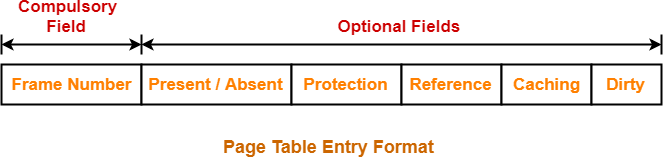 Compulsory
Field
Optional Fields
Frame Number
Present / Absent
Protection
Reference
Caching
Dirty
Page Table Entry Format